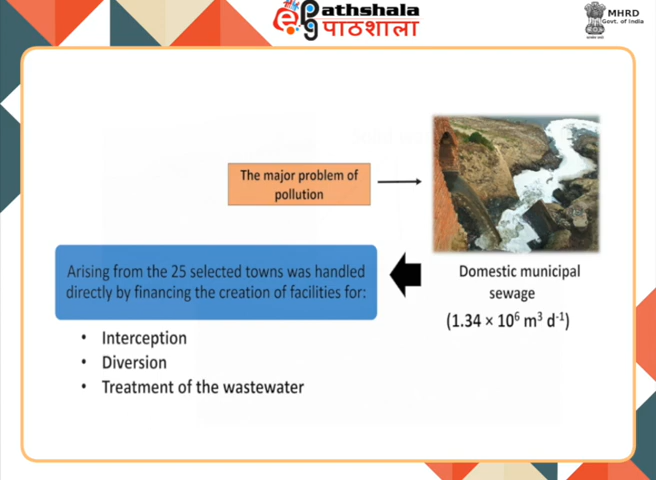 Pathshala
पाठशाला
MHRD
Govt. of India
The major problem of
pollution
Arising from the 25 selected towns was handled
directly by financing the creation of facilities for:
Domestic municipal
sewage
(1.34 × 10⁶ m³ d⁻¹)
• Interception
• Diversion
• Treatment of the wastewater